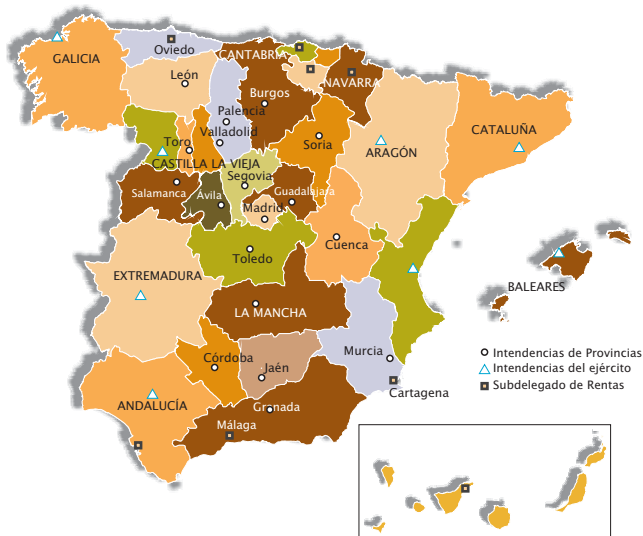 GALICIA
Oviedo
CANTABRIA
León
NAVARRA
Burgos
CATALUÑA
Palencia
Valladolid
Toro
Soria
ARAGÓN
CASTILLA LA VIEJA
Segovia
Salamanca
Ávila
Guadalajara
Madrid
Cuenca
Toledo
EXTREMADURA
BALEARES
LA MANCHA
Murcia
Córdoba
Jaén
Cartagena
ANDALUCÍA
Granada
Málaga
Intendencias de Provincias
Intendencias del ejército
Subdelegado de Rentas